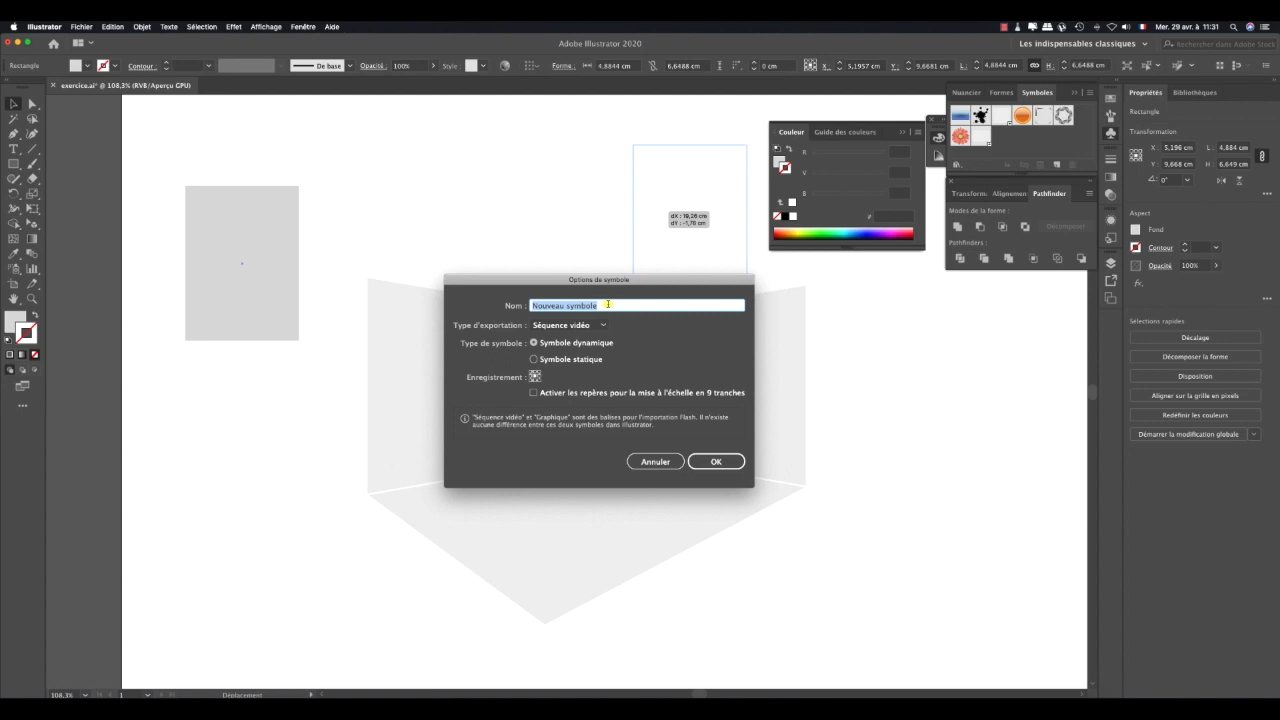 Illustrator Fichier Edition Objet Texte Sélection Effet Affichage Fenêtre Aide
Mer. 29 avr. à 11:31
Adobe Illustrator 2020
Les indispensables classiques
Rechercher dans Adobe Stock
Rectangle
Contour :
De base
Opacité : 100%
Style :
Forme :
4,8844 cm
6,6488 cm
0 cm
5,1957 cm
9,6681 cm
4,8844 cm
6,6488 cm
exercice.ai* @ 108,3% (RVB/Aperçu GPU)
Nuancier Formes Symboles
Propriétés Bibliothèques
Rectangle
Transformation
X : 5,196 cm L : 4,884 cm
Y : 9,668 cm H : 6,649 cm
0°
Couleur Guide des couleurs
R
V
B
#
Transform. Alignemen Pathfinder
Modes de la forme :
Décomposer
Pathfinders :
Aspect
Fond
Contour
Opacité 100%
fx.
dX : 19,26 cm
dY : -1,76 cm
Options de symbole
Nom : Nouveau symbole
Type d'exportation : Séquence vidéo
Type de symbole : Symbole dynamique
Symbole statique
Enregistrement :
Activer les repères pour la mise à l'échelle en 9 tranches
"Séquence vidéo" et "Graphique" sont des balises pour l'importation Flash. Il n'existe
aucune différence entre ces deux symboles dans Illustrator.
Annuler OK
Sélections rapides
Décalage
Décomposer la forme
Disposition
Aligner sur la grille en pixels
Redéfinir les couleurs
Démarrer la modification globale
108,3% 1 Déplacement